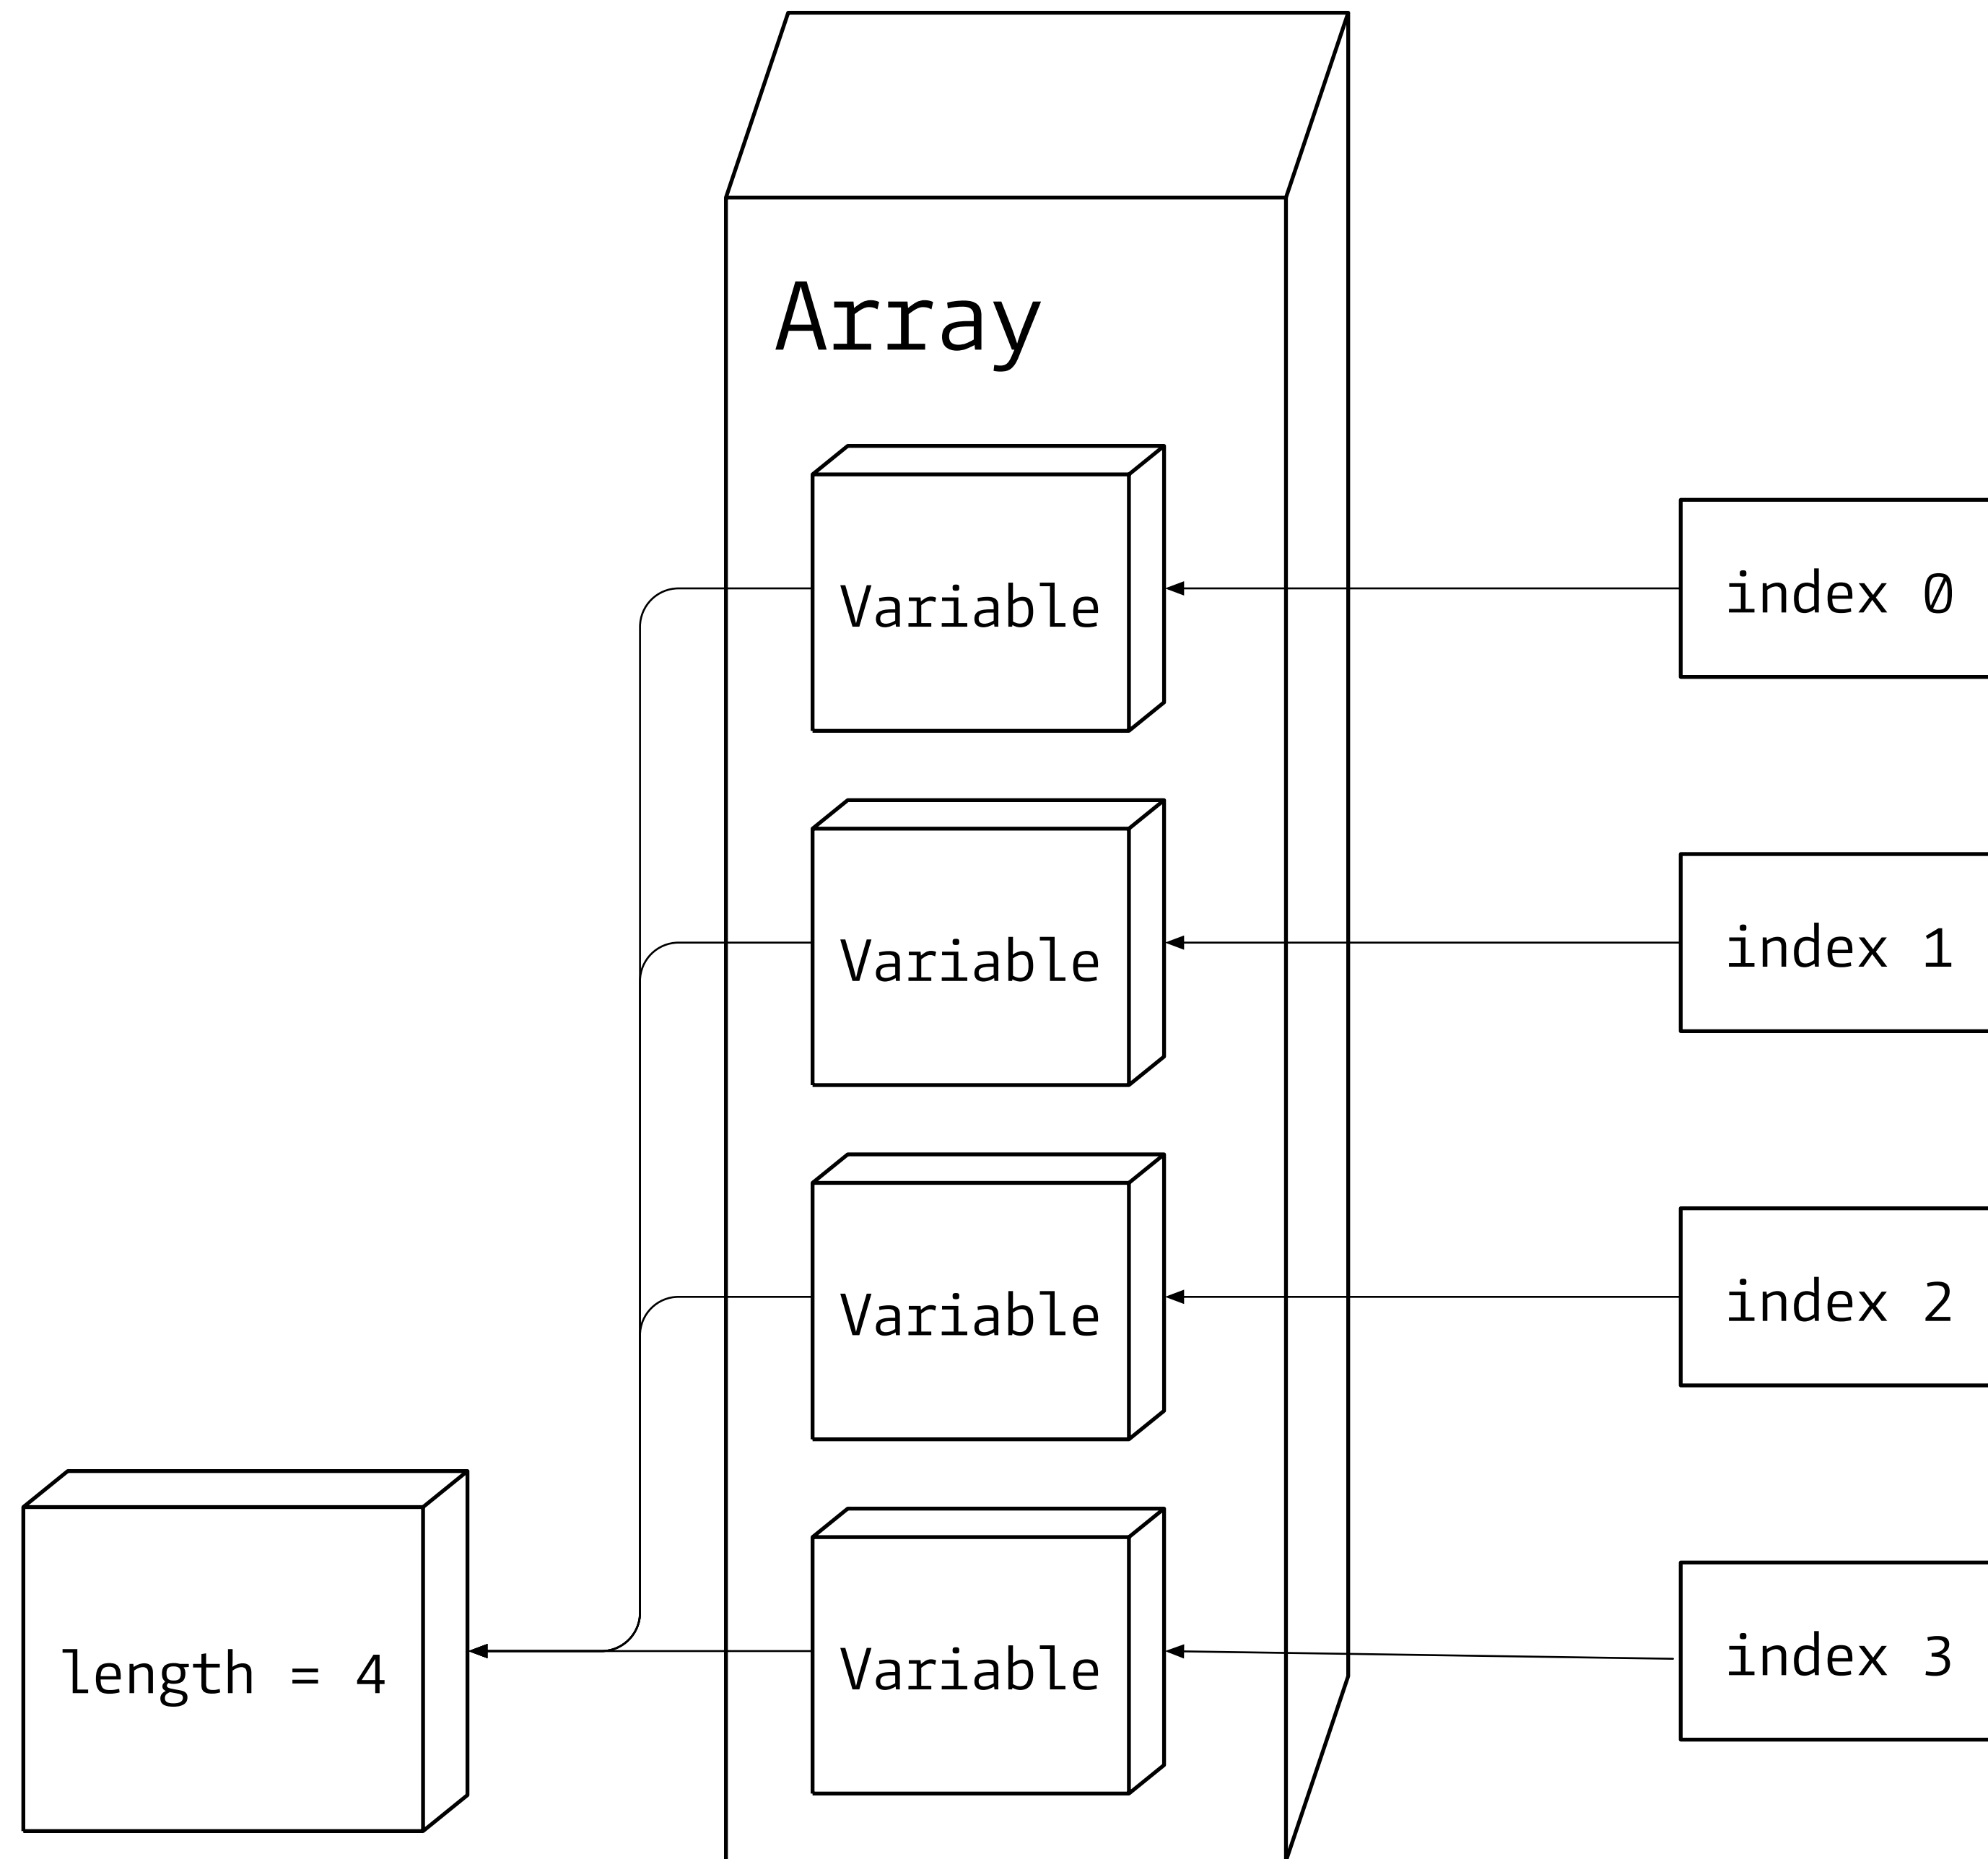 Array
Variable
index 0
Variable
index 1
Variable
index 2
length = 4
Variable
index 3